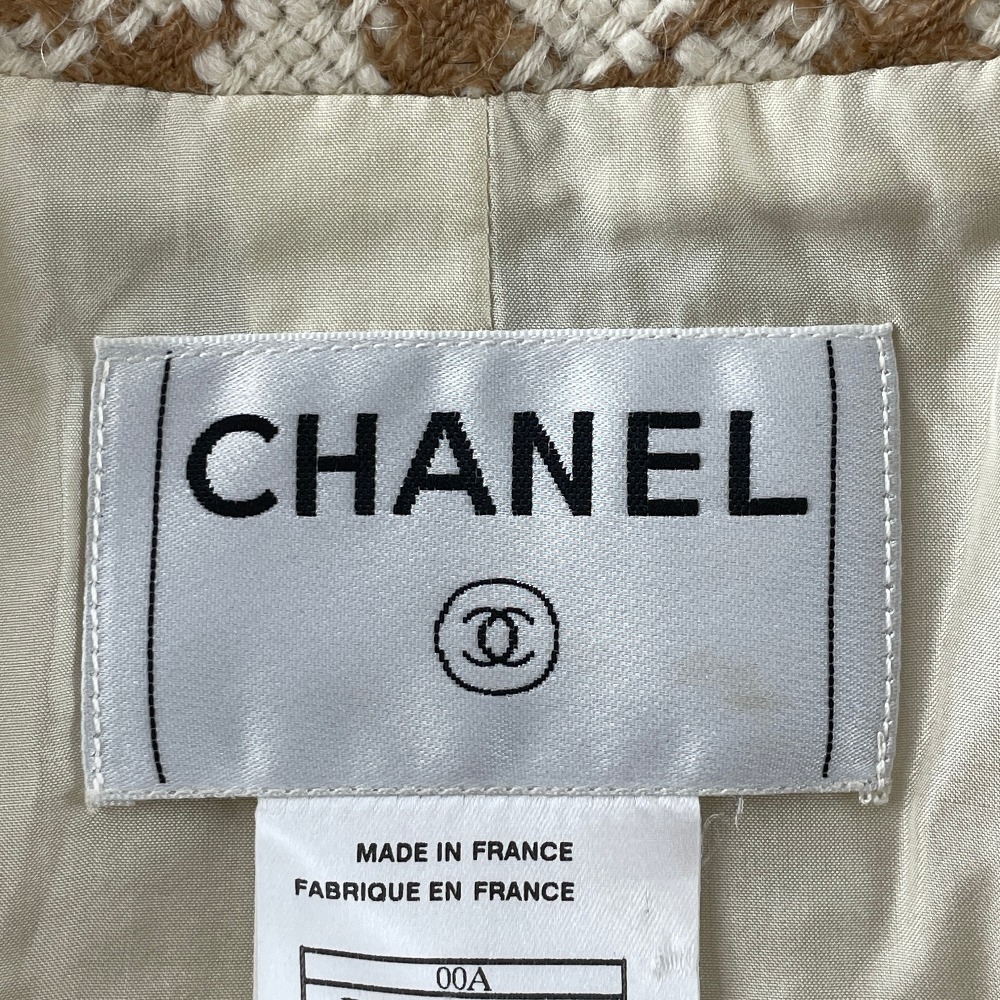 CHANEL
MADE IN FRANCE
FABRIQUE EN FRANCE
00A